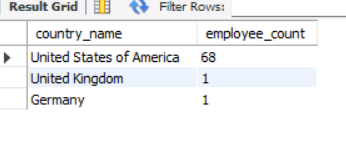 Result Grid Filter Rows:
country_name employee_count
United States of America 68
United Kingdom 1
Germany 1